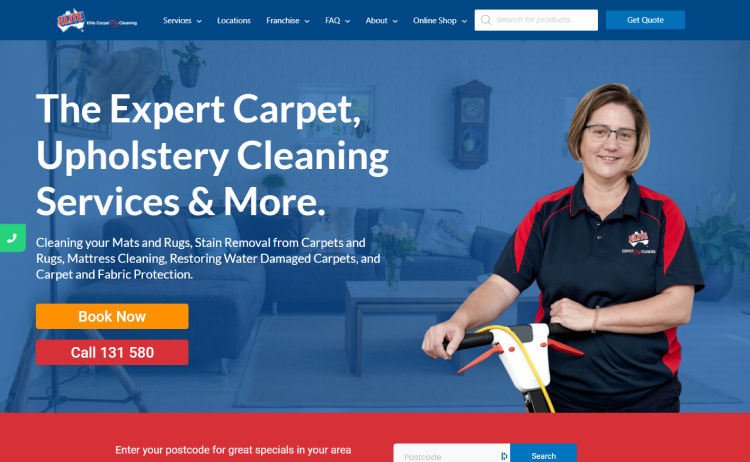 ELITE
Elite Carpet Dry Cleaning
Services
Locations
Franchise
FAQ
About
Online Shop
Search for products...
Get Quote
The Expert Carpet,
Upholstery Cleaning
Services & More.
Cleaning your Mats and Rugs, Stain Removal from Carpets and
Rugs, Mattress Cleaning, Restoring Water Damaged Carpets, and
Carpet and Fabric Protection.
ELITE
Book Now
Call 131 580
Enter your postcode for great specials in your area
Postcode
Search